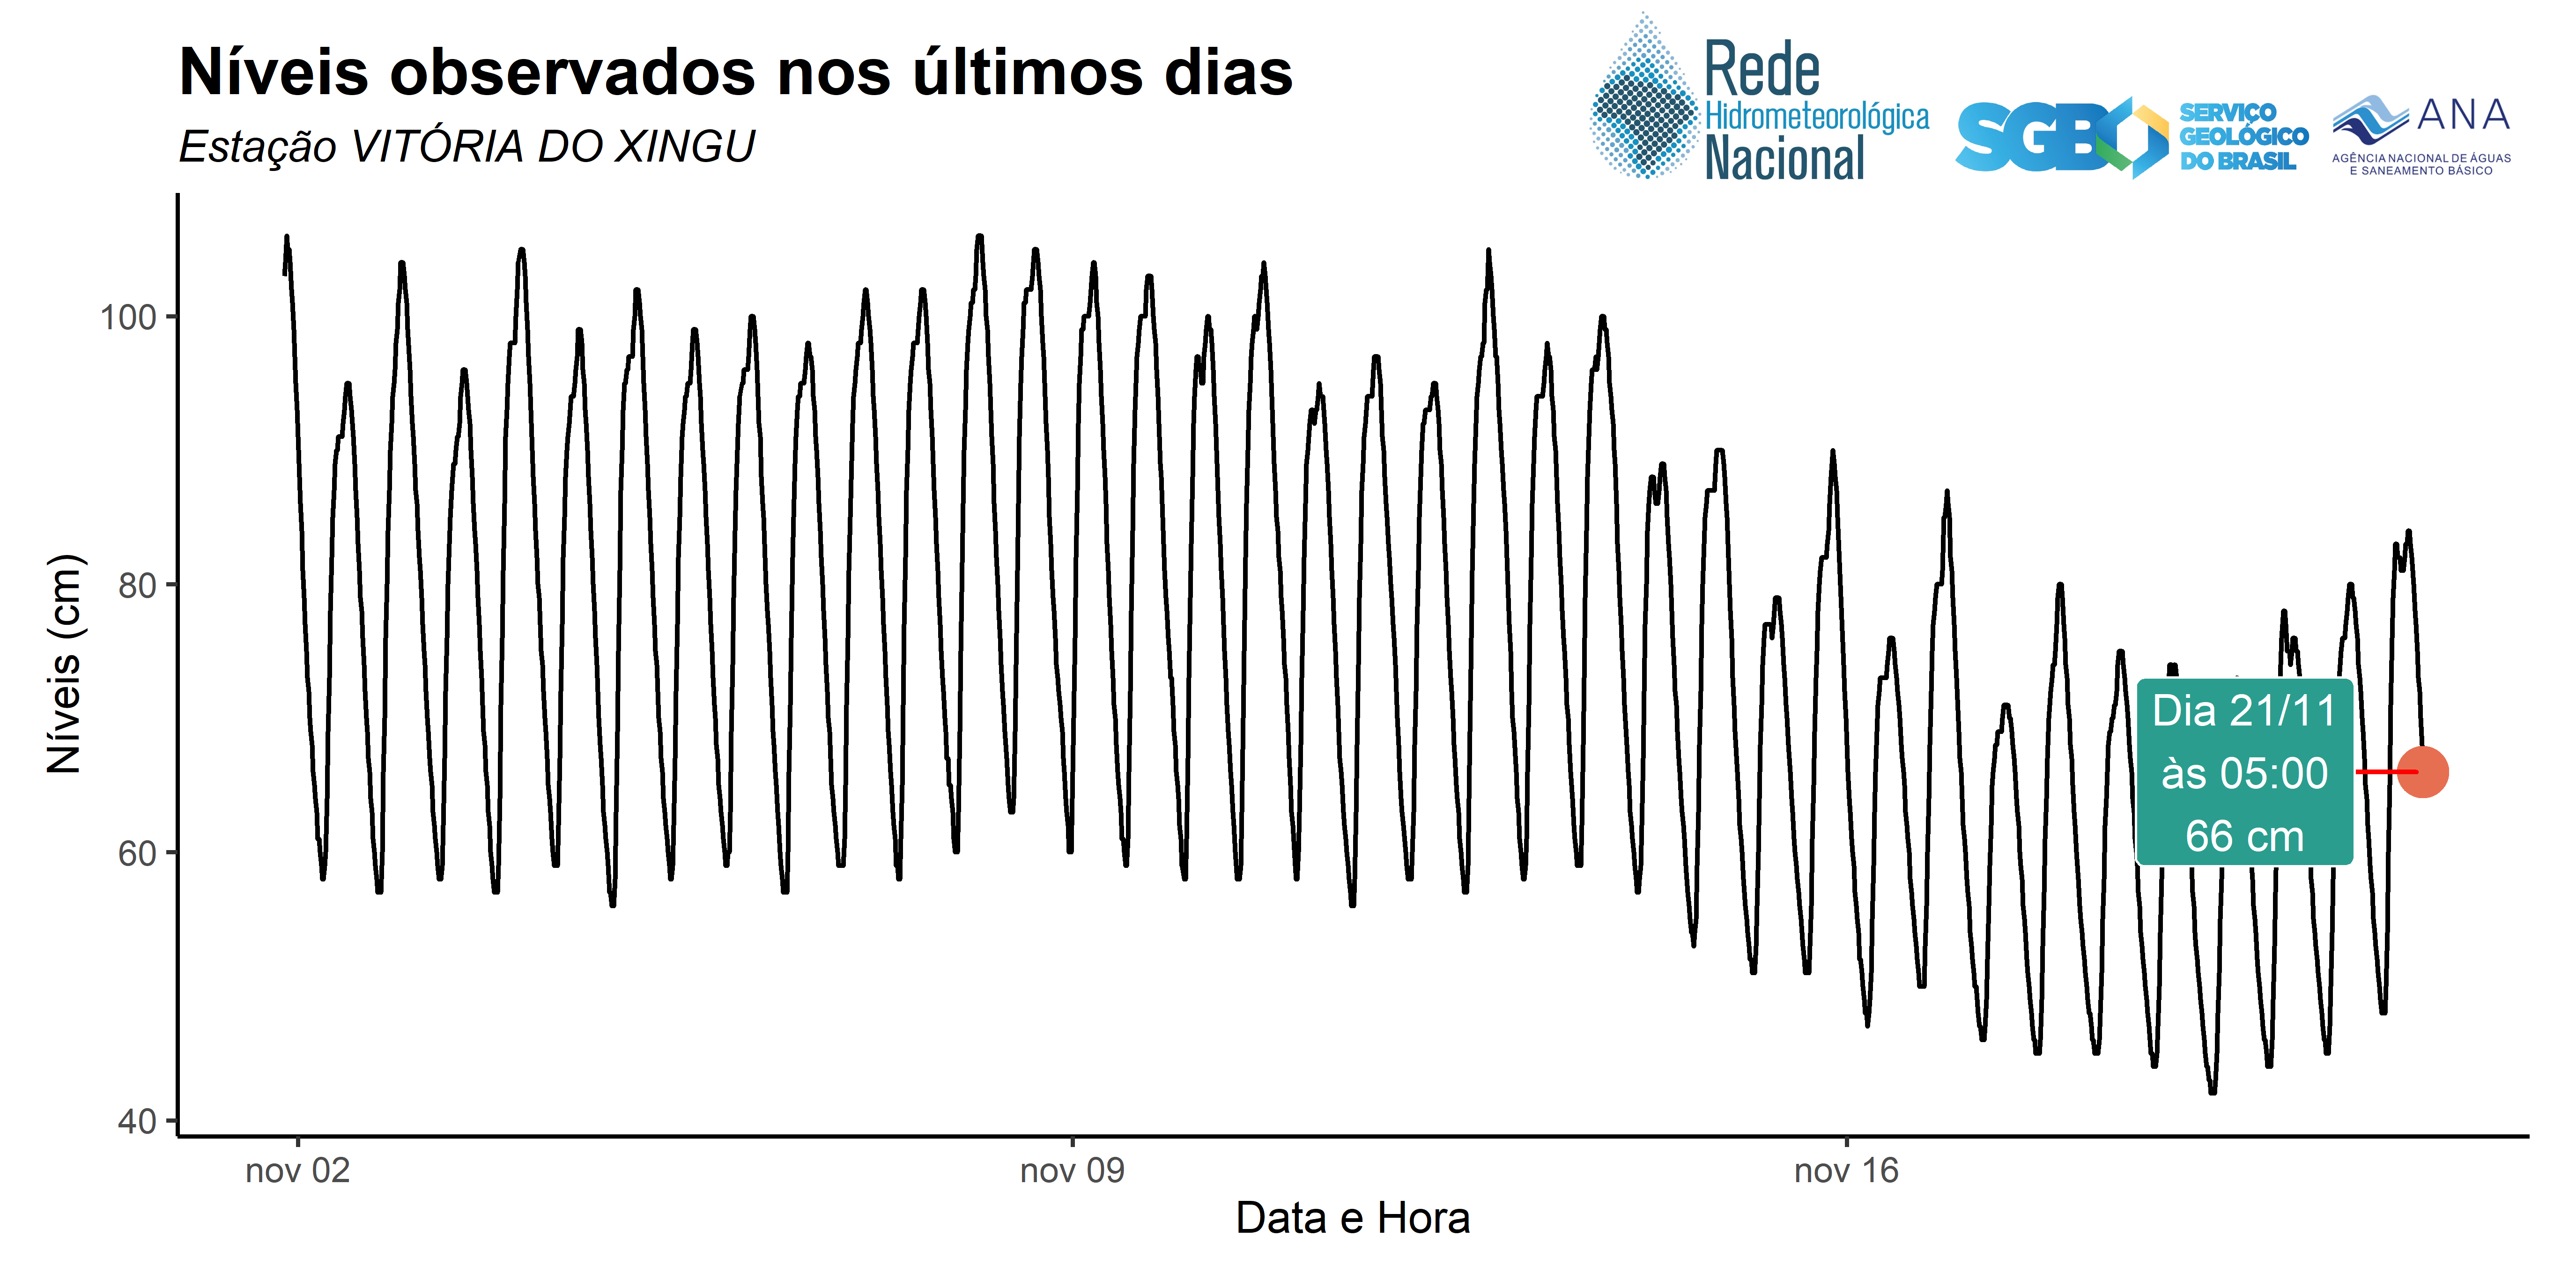 Níveis observados nos últimos dias
Estação VITÓRIA DO XINGU
Rede
Hidrometeorológica
Nacional
SGB
SERVIÇO
GEOLÓGICO
DO BRASIL
ANA
AGÊNCIA NACIONAL DE ÁGUAS
E SANEAMENTO BÁSICO
Níveis (cm)
100
80
60
40
Dia 21/11
às 05:00
66 cm
nov 02
nov 09
nov 16
Data e Hora